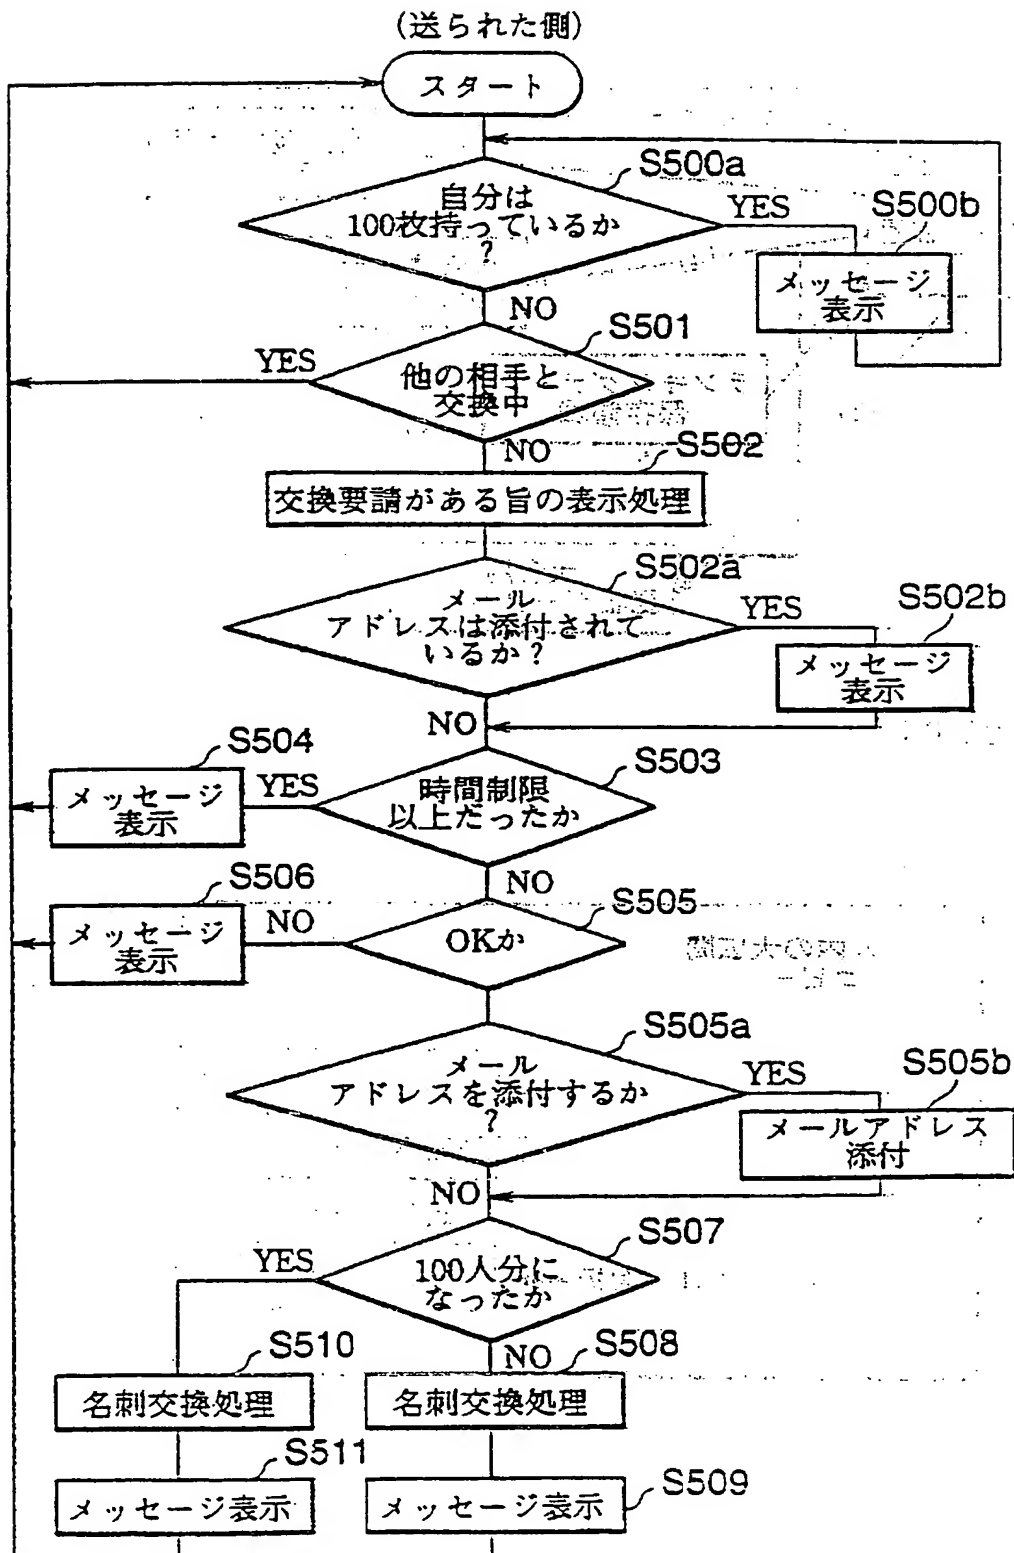 (送られた側)
スタート
S500a
自分は
100枚持っているか
?
YES
S500b
メッセージ
表示
NO
S501
YES
他の相手と
交換中
NO
S502
交換要請がある旨の表示処理
S502a
メール
アドレスは添付されて
いるか?
YES
S502b
メッセージ
表示
NO
S504
S503
メッセージ
表示
YES
時間制限
以上だったか
NO
S506
S505
メッセージ
表示
NO
OKか
S505a
メール
アドレスを添付するか
?
YES
S505b
メールアドレス
添付
NO
S507
YES
100人分に
なったか
S510
NO
S508
名刺交換処理
名刺交換処理
S511
メッセージ表示
メッセージ表示
S509